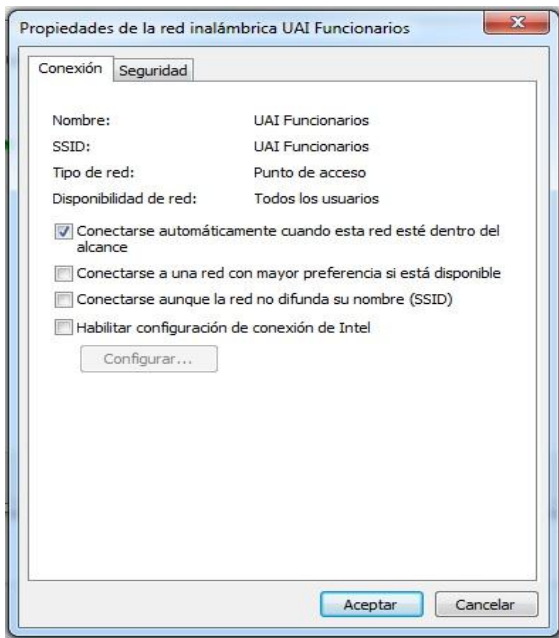 Propiedades de la red inalámbrica UAI Funcionarios
Conexión Seguridad
Nombre: UAI Funcionarios
SSID: UAI Funcionarios
Tipo de red: Punto de acceso
Disponibilidad de red: Todos los usuarios
Conectarse automáticamente cuando esta red esté dentro del
alcance
Conectarse a una red con mayor preferencia si está disponible
Conectarse aunque la red no difunda su nombre (SSID)
Habilitar configuración de conexión de Intel
Configurar...
Aceptar Cancelar